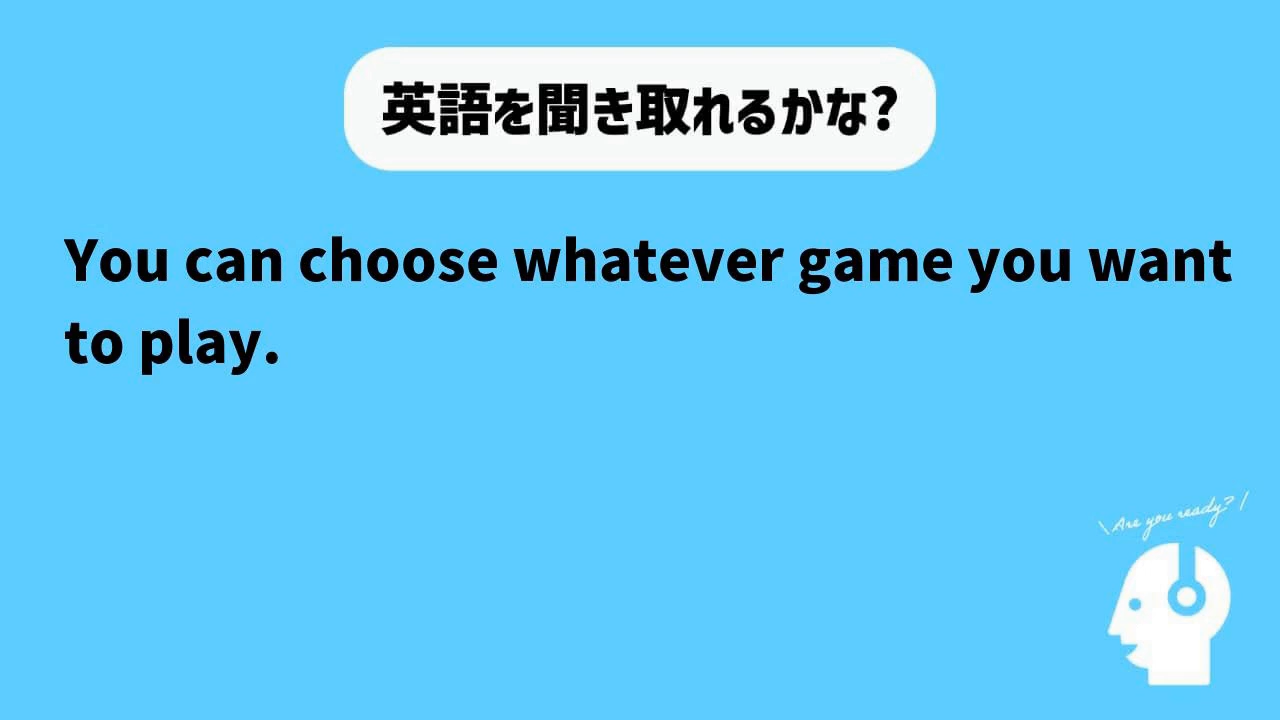 英語を聞き取れるかな?
You can choose whatever game you want
to play.
\ Are you ready? /